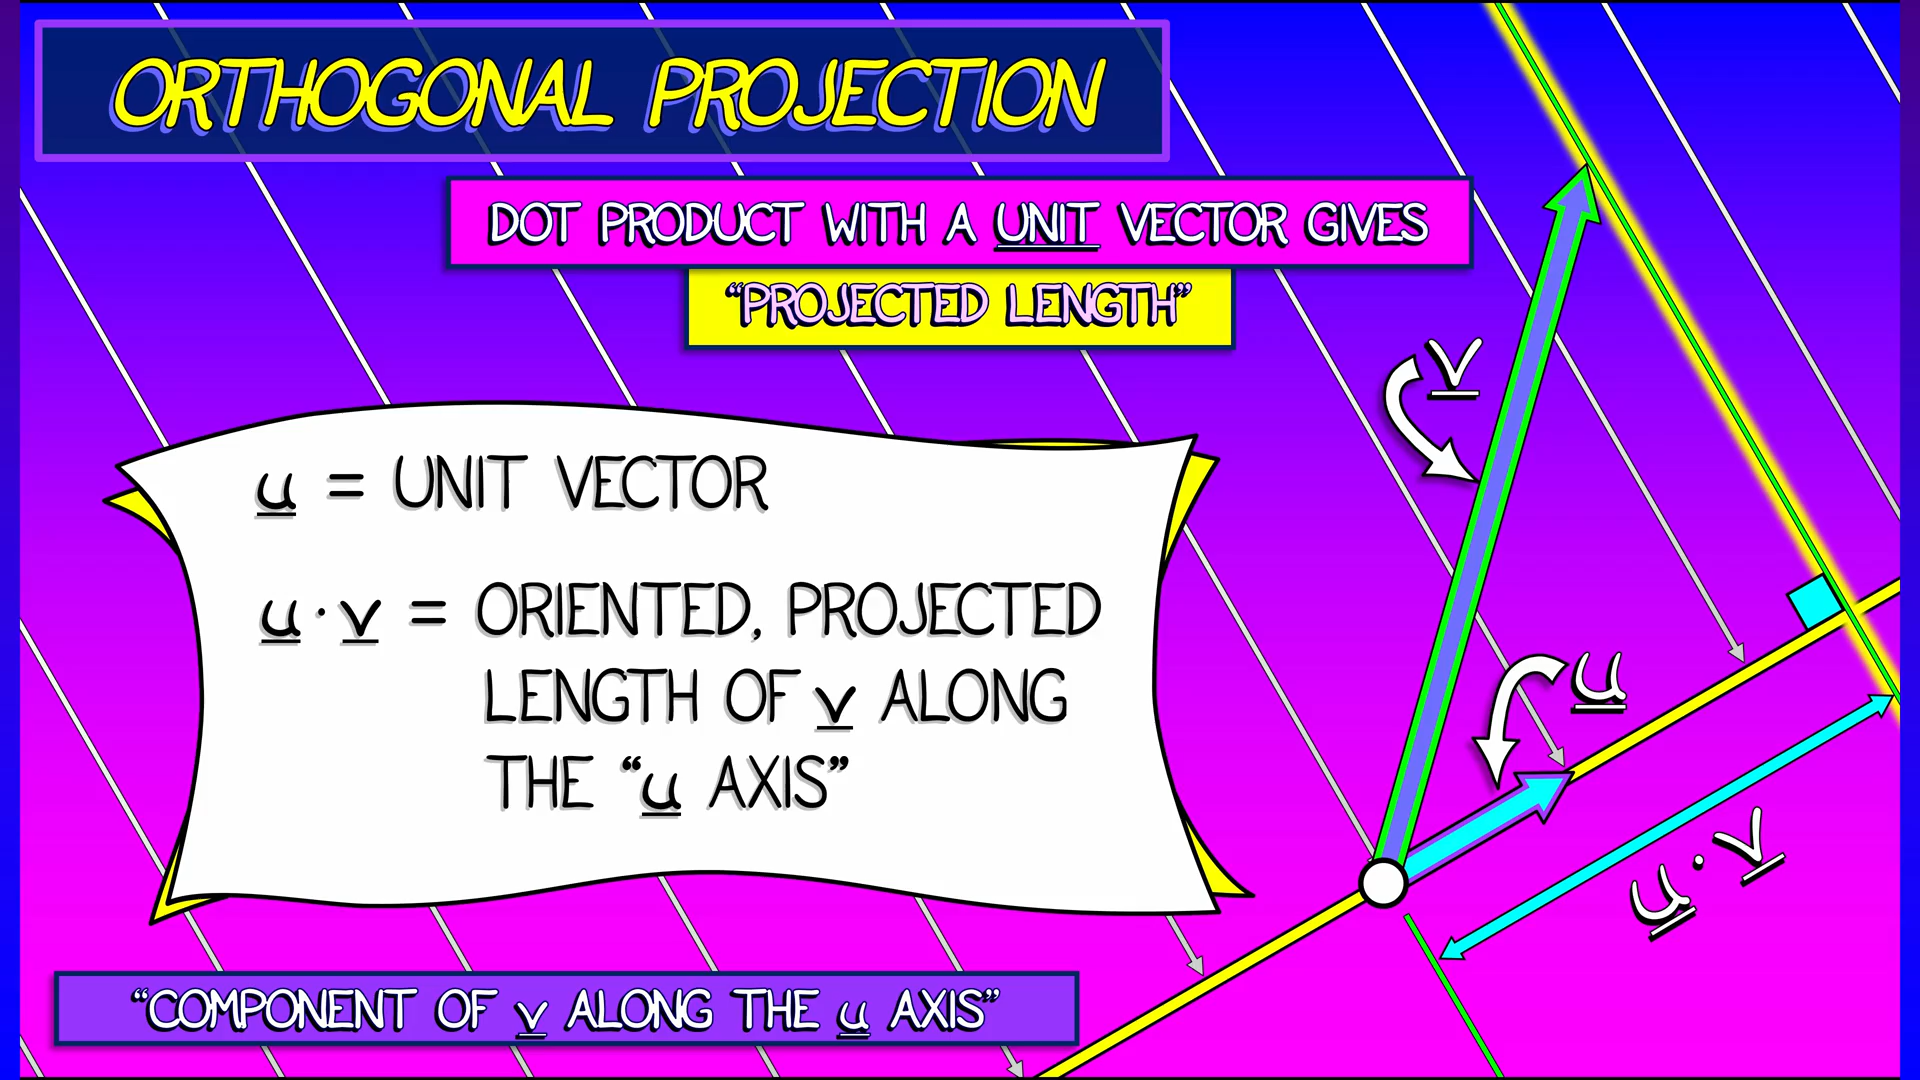 ORTHOGONAL PROJECTION
DOT PRODUCT WITH A UNIT VECTOR GIVES
“PROJECTED LENGTH”
u = UNIT VECTOR
u · v = ORIENTED, PROJECTED
LENGTH OF v ALONG
THE “u AXIS”
“COMPONENT OF v ALONG THE u AXIS”
v
u
u · v